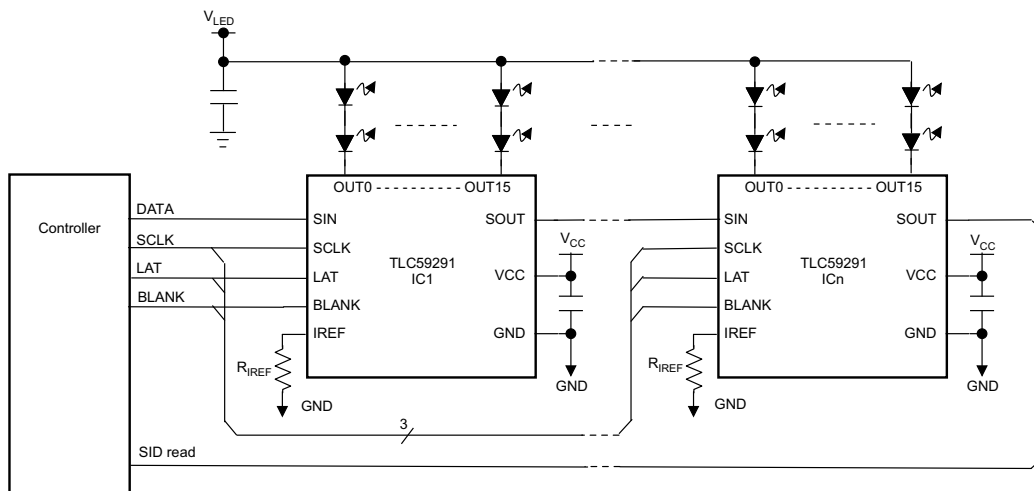 VLED
OUT0 OUT15
OUT0 OUT15
Controller
DATA
SCLK
LAT
BLANK
SIN
SCLK
LAT
BLANK
IREF
TLC59291
IC1
SOUT
VCC
GND
VCC
GND
RIREF
GND
SIN
SCLK
LAT
BLANK
IREF
TLC59291
ICn
SOUT
VCC
GND
VCC
GND
RIREF
GND
3
SID read